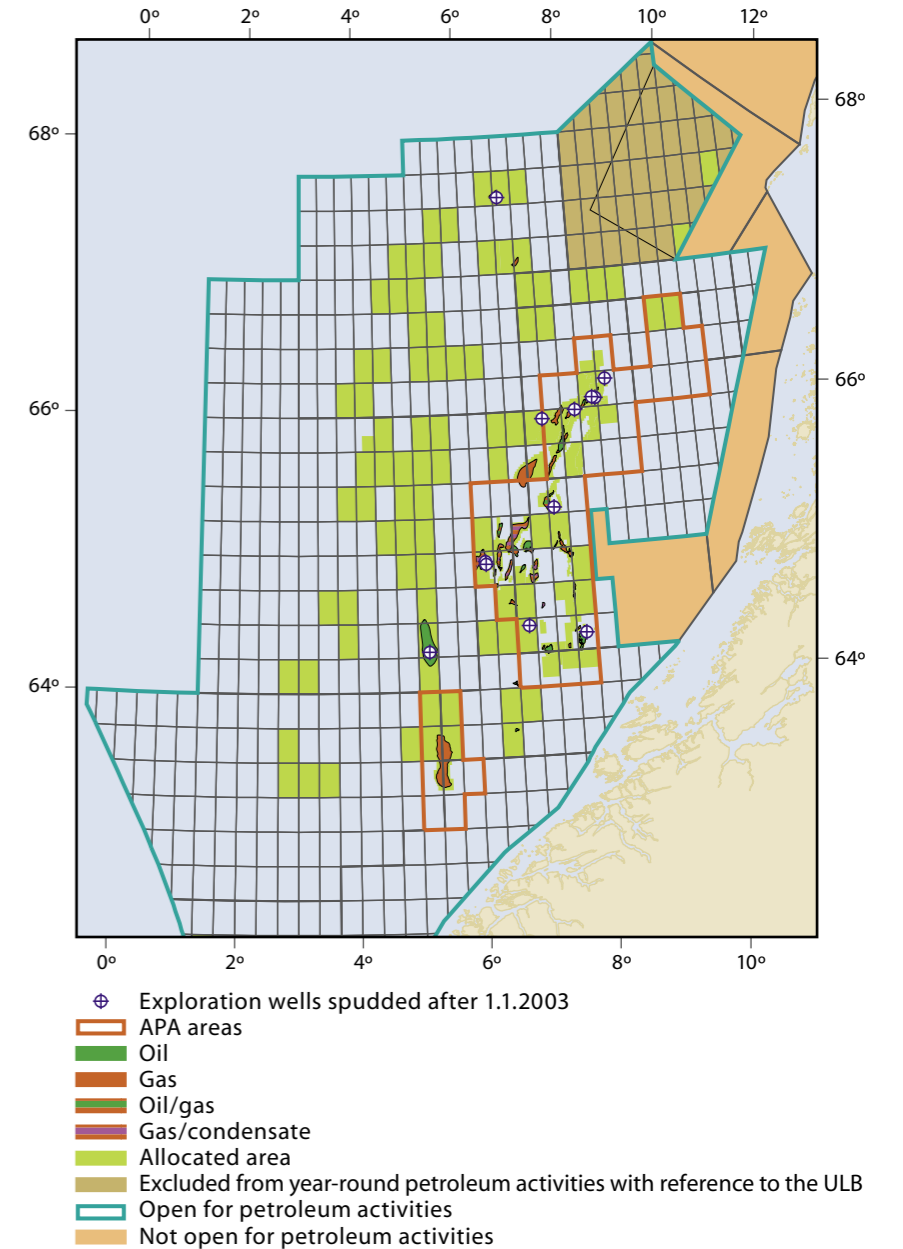 0º 2º 4º 6º 8º 10º 12º
68º 68º
66º 66º
64º 64º
0º 2º 4º 6º 8º 10º
Exploration wells spudded after 1.1.2003
APA areas
Oil
Gas
Oil/gas
Gas/condensate
Allocated area
Excluded from year-round petroleum activities with reference to the ULB
Open for petroleum activities
Not open for petroleum activities